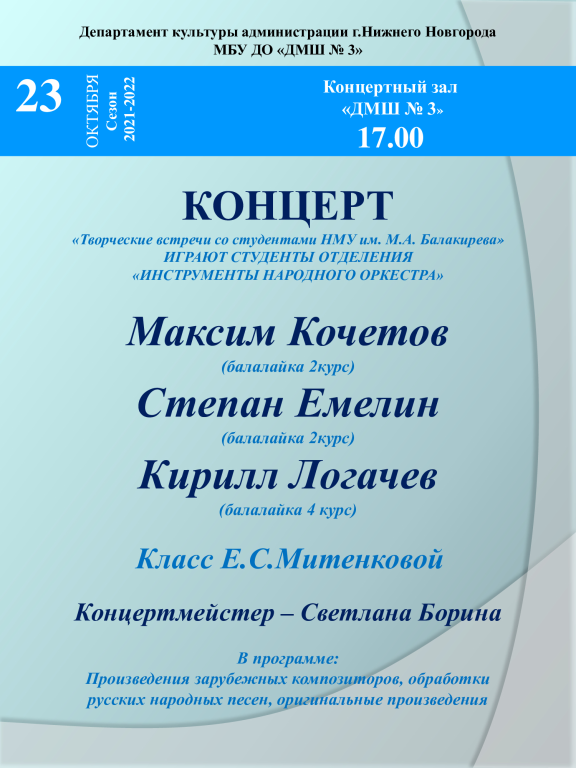 Департамент культуры администрации г.Нижнего Новгорода
МБУ ДО «ДМШ № 3»
23
ОКТЯБРЯ
Сезон
2021-2022
Концертный зал
«ДМШ № 3»
17.00
КОНЦЕРТ
«Творческие встречи со студентами НМУ им. М.А. Балакирева»
ИГРАЮТ СТУДЕНТЫ ОТДЕЛЕНИЯ
«ИНСТРУМЕНТЫ НАРОДНОГО ОРКЕСТРА»
Максим Кочетов
(балалайка 2курс)
Степан Емелин
(балалайка 2курс)
Кирилл Логачев
(балалайка 4 курс)
Класс Е.С.Митенковой
Концертмейстер – Светлана Борина
В программе:
Произведения зарубежных композиторов, обработки
русских народных песен, оригинальные произведения